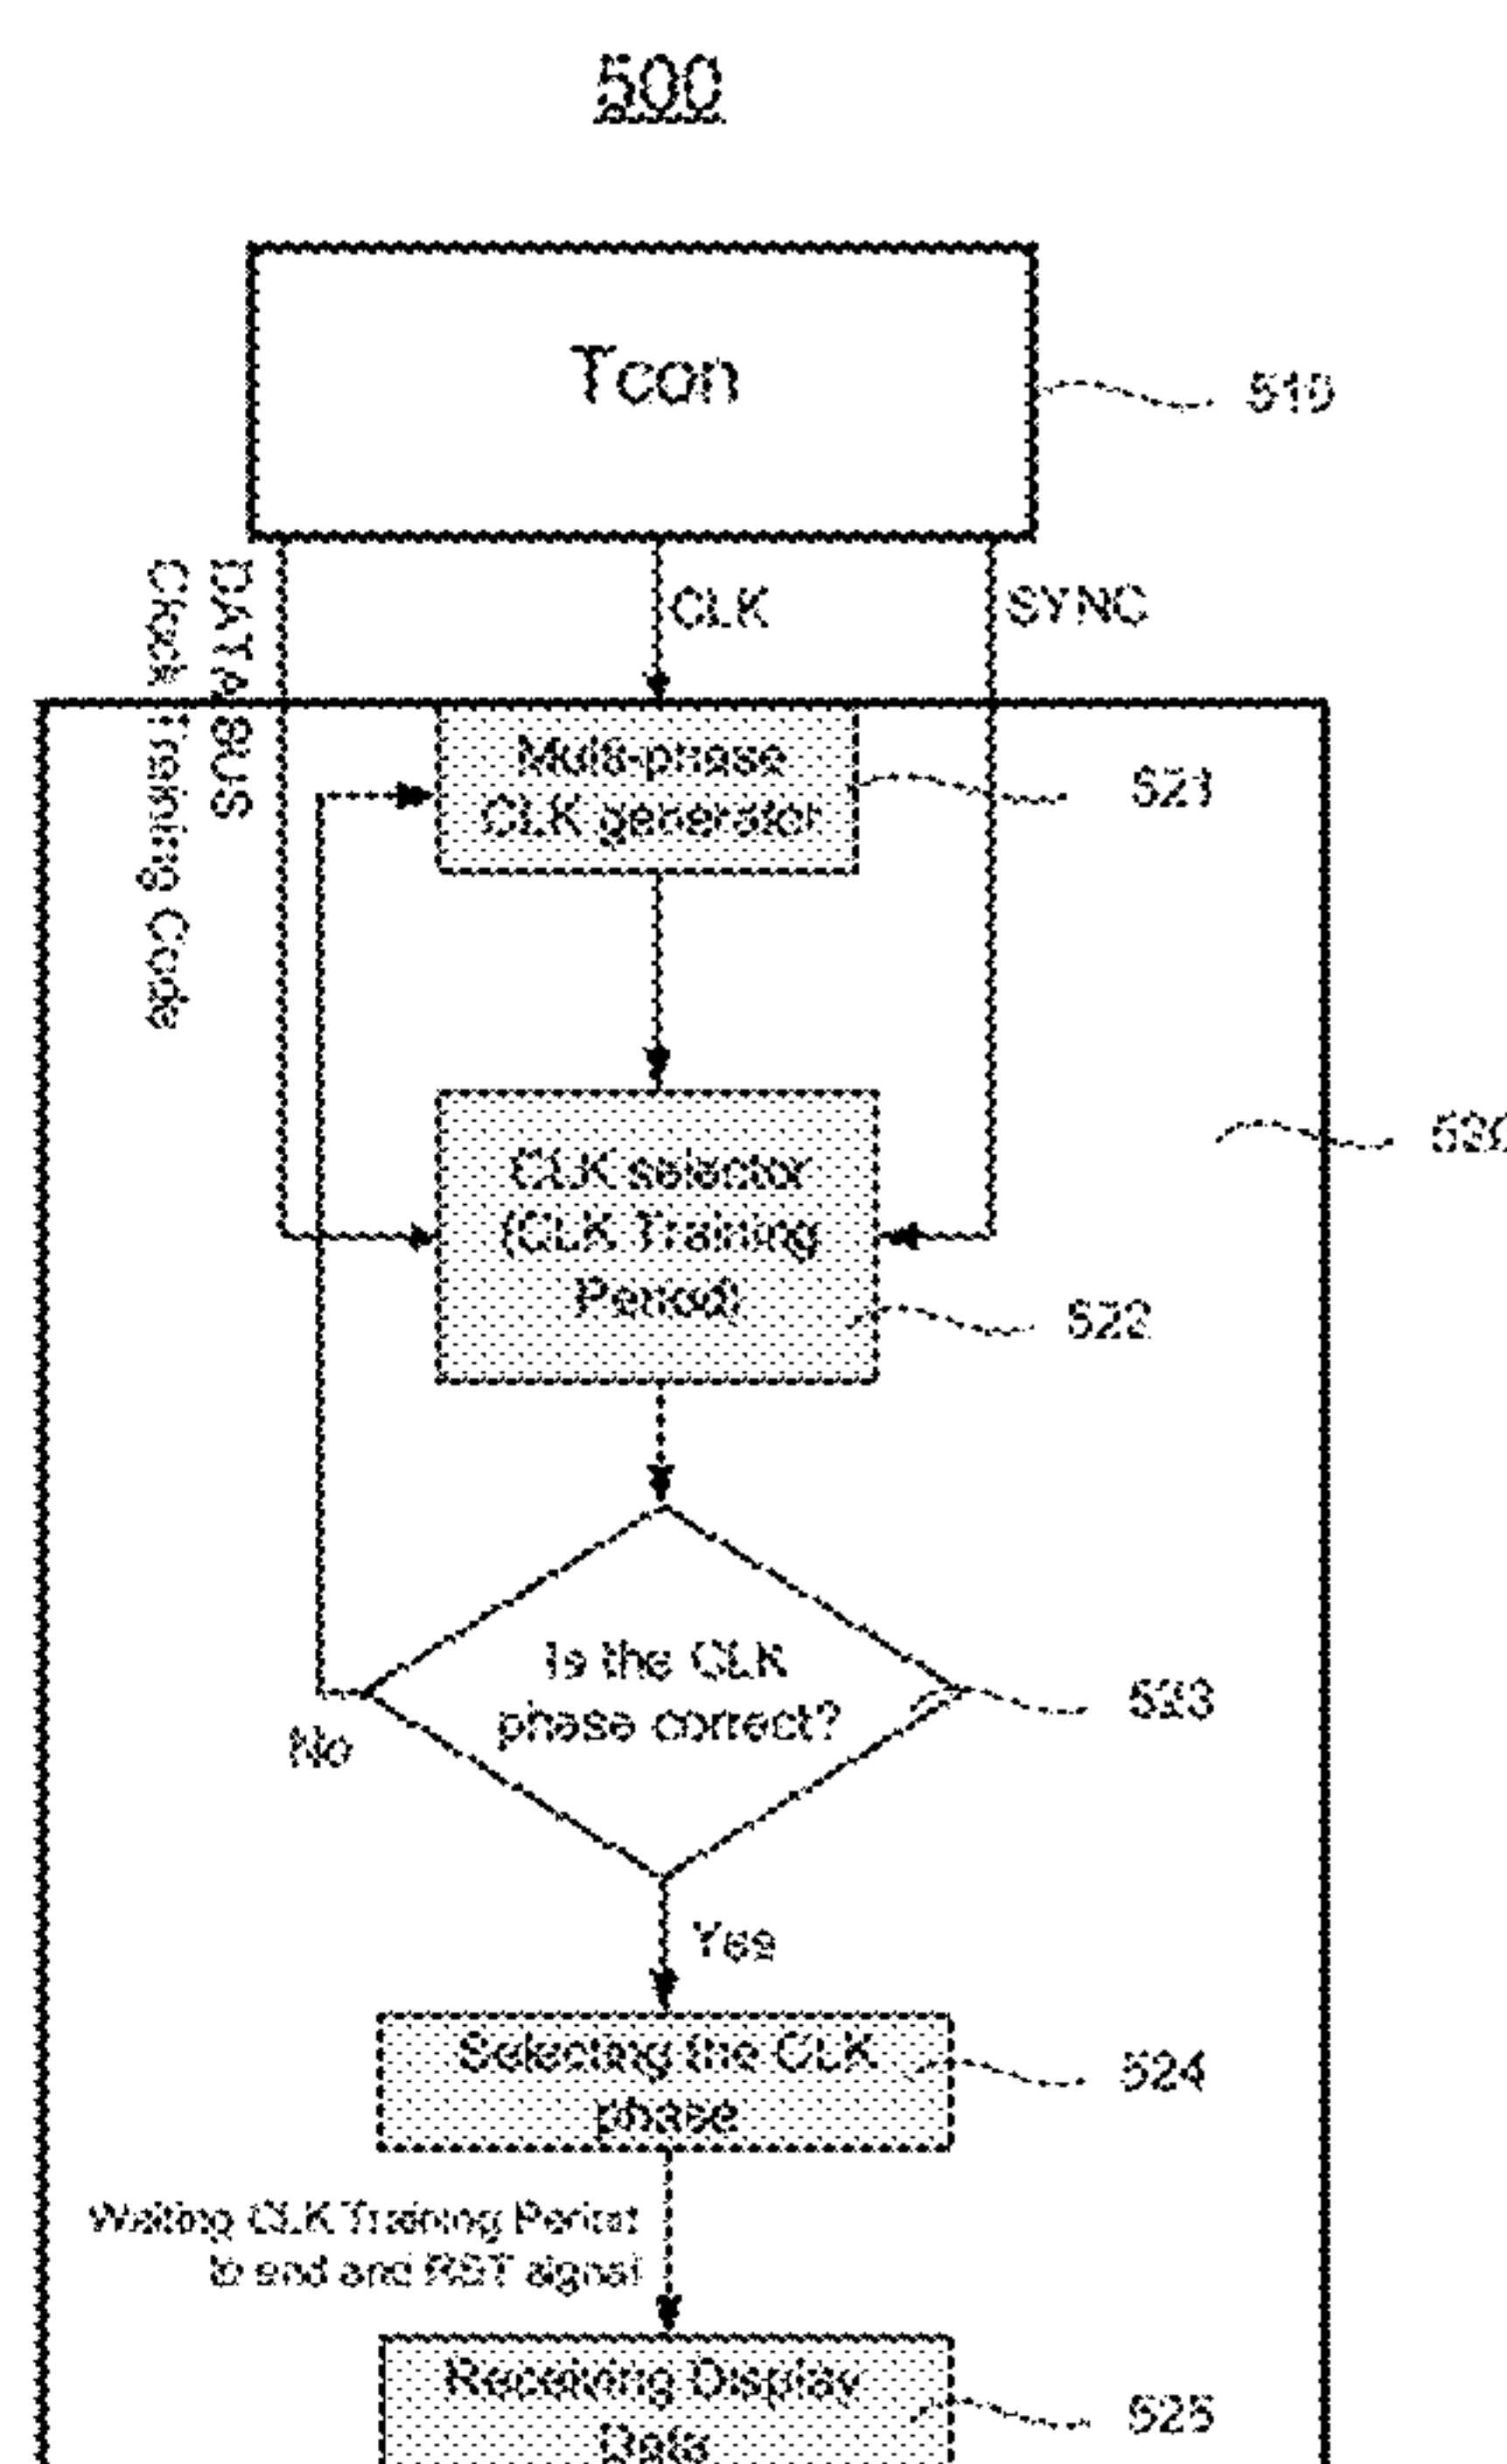 500
Tcon
510
DATA BUS
Clock Training Code
CLK
SYNC
Multi-phase
CLK generator
521
CLK selector
(CLK Training
Period)
522
Is the CLK
phase correct?
523
No
Yes
Selecting the CLK
phase
524
Waiting CLK Training Period
to end and RST signal
Receiving Display
Data
525